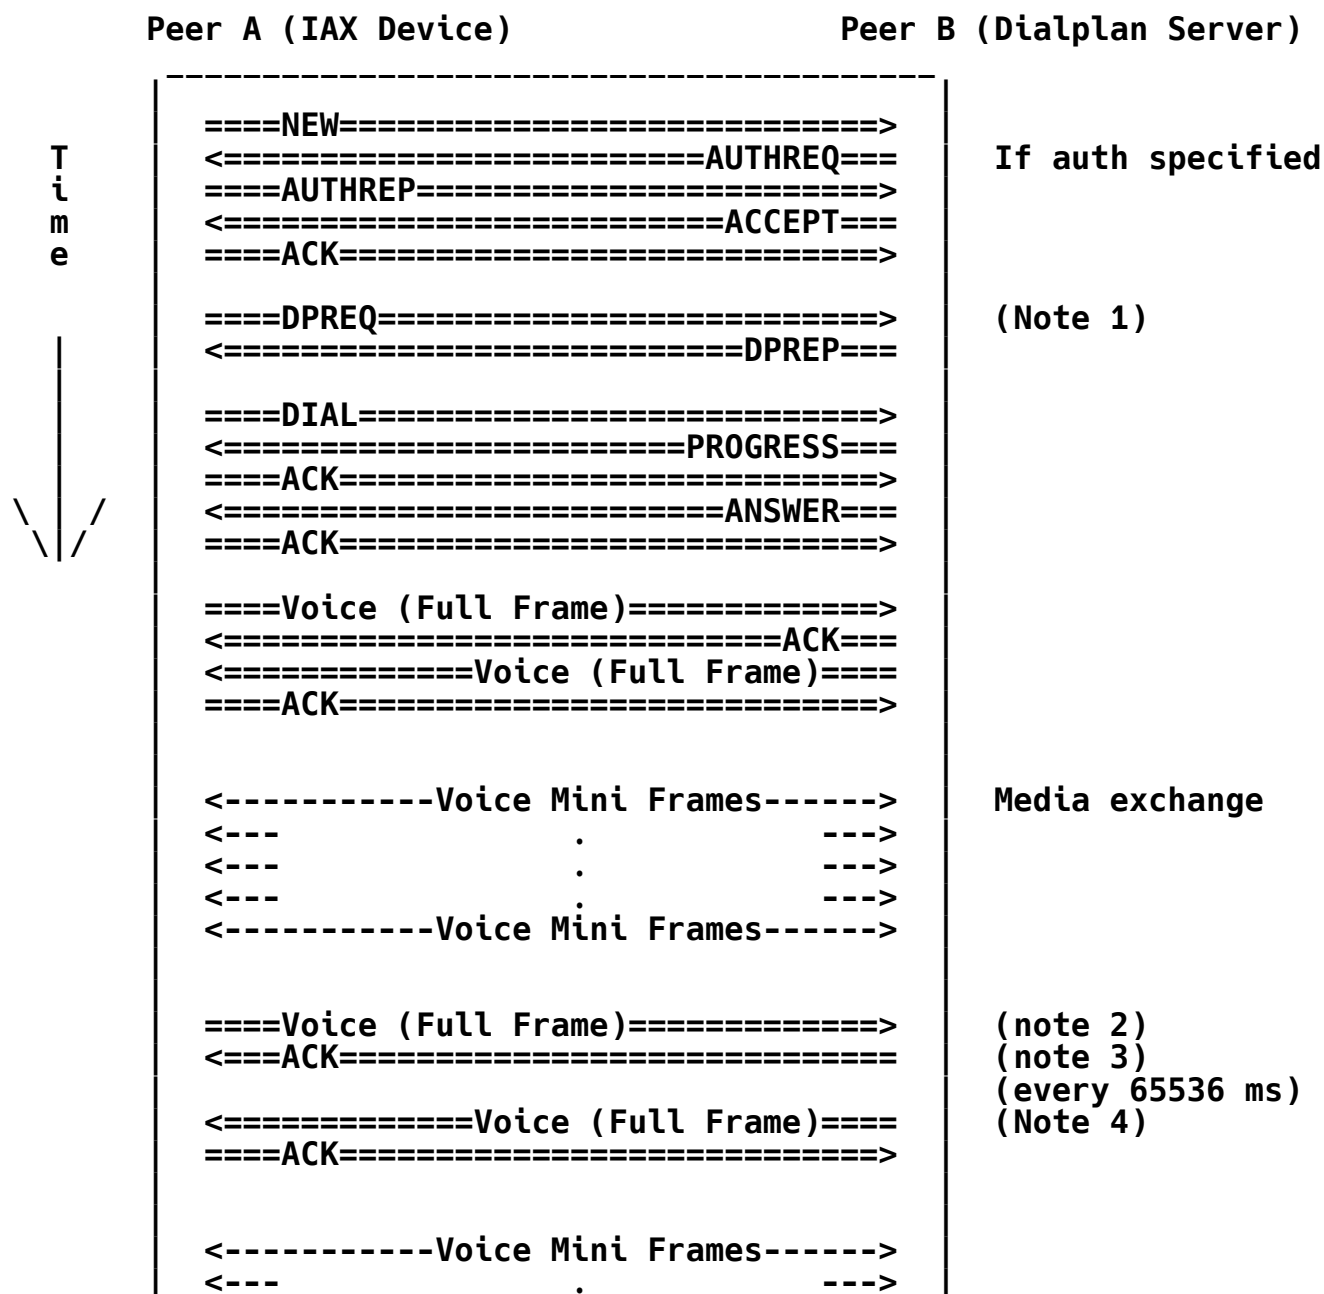 Peer A (IAX Device)                 Peer B (Dialplan Server)
        ________________________________________
       |                                         |
       |  ====NEW============================>   |
  T    |  <=========================AUTHREQ===   |  If auth specified
  i    |  ====AUTHREP========================>   |
  m    |  <==========================ACCEPT===   |
  e    |  ====ACK============================>   |
       |                                         |
       |  ====DPREQ==========================>   |  (Note 1)
  |    |  <===========================DPREP===   |
  |    |                                         |
  |    |  ====DIAL===========================>   |
  |    |  <========================PROGRESS===   |
  |    |  ====ACK============================>   |
\ | /  |  <==========================ANSWER===   |
 \|/   |  ====ACK============================>   |
       |                                         |
       |  ====Voice (Full Frame)=============>   |
       |  <=============================ACK===   |
       |  <=============Voice (Full Frame)====   |
       |  ====ACK============================>   |
       |                                         |
       |                                         |
       |  <-----------Voice Mini Frames------>   |  Media exchange
       |  <---               .            --->   |
       |  <---               .            --->   |
       |  <---               .            --->   |
       |  <-----------Voice Mini Frames------>   |
       |                                         |
       |                                         |
       |  ====Voice (Full Frame)=============>   |  (note 2)
       |  <===ACK=============================   |  (note 3)
       |                                         |  (every 65536 ms)
       |  <=============Voice (Full Frame)====   |  (Note 4)
       |  ====ACK============================>   |
       |                                         |
       |                                         |
       |  <-----------Voice Mini Frames------>   |
       |  <---               .            --->   |